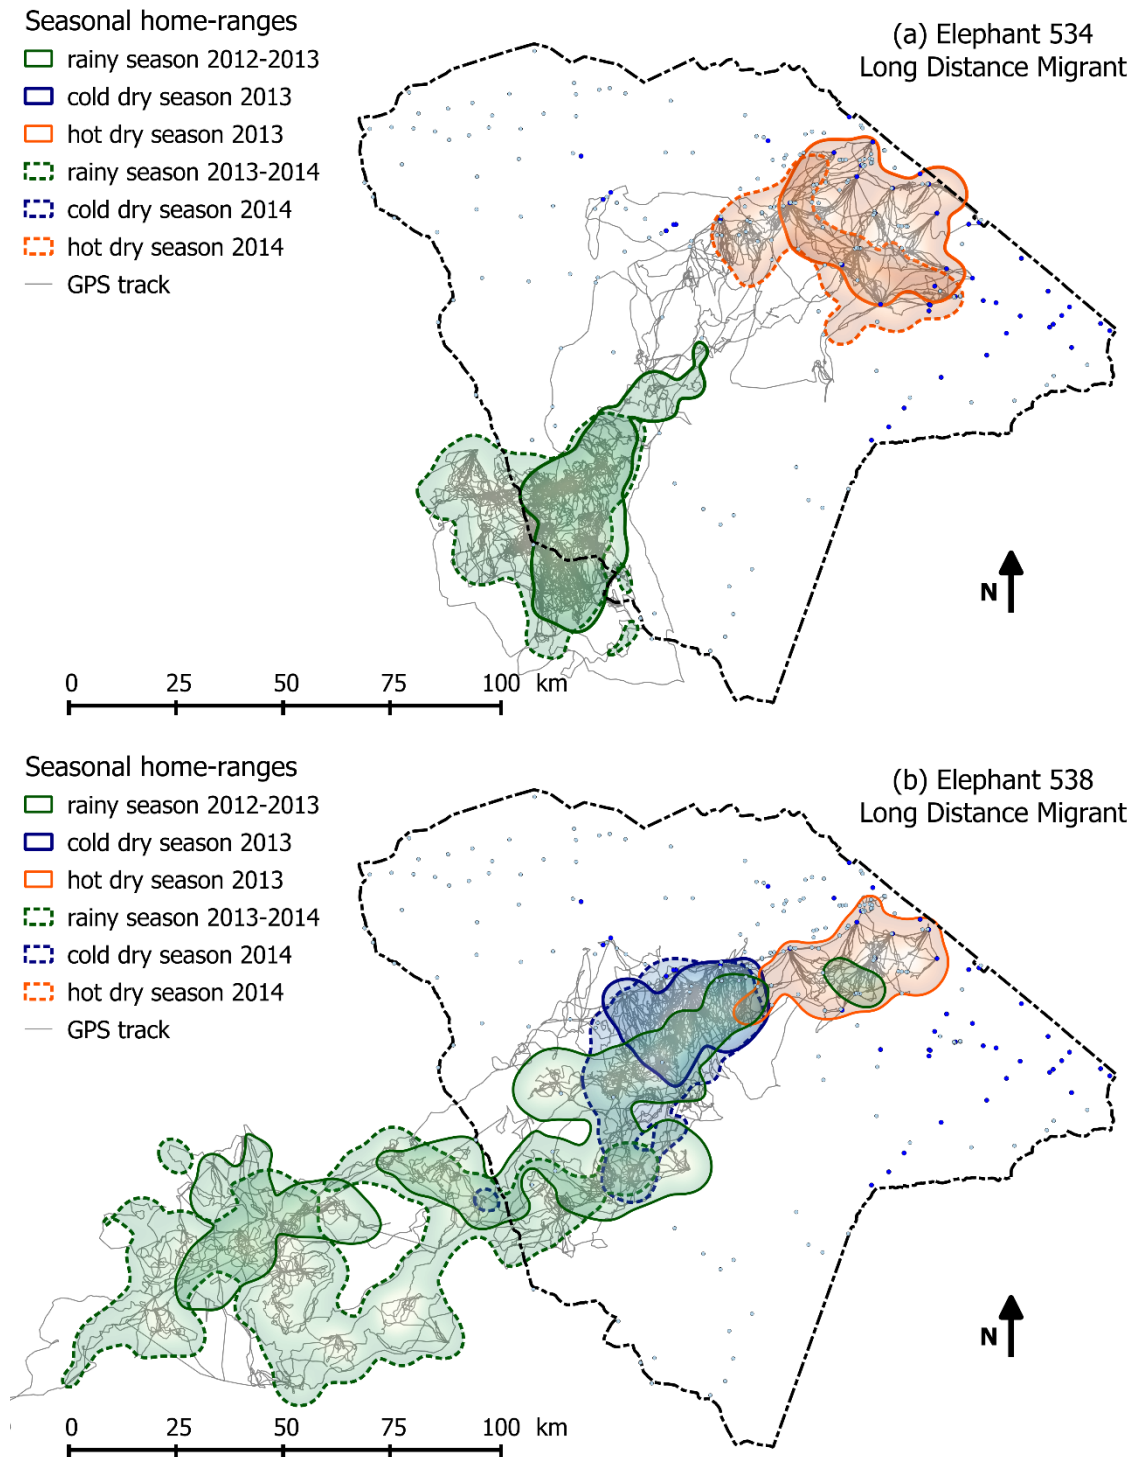 Seasonal home-ranges
rainy season 2012-2013
cold dry season 2013
hot dry season 2013
rainy season 2013-2014
cold dry season 2014
hot dry season 2014
GPS track
(a) Elephant 534
Long Distance Migrant
N
0 25 50 75 100 km
Seasonal home-ranges
rainy season 2012-2013
cold dry season 2013
hot dry season 2013
rainy season 2013-2014
cold dry season 2014
hot dry season 2014
GPS track
(b) Elephant 538
Long Distance Migrant
N
0 25 50 75 100 km